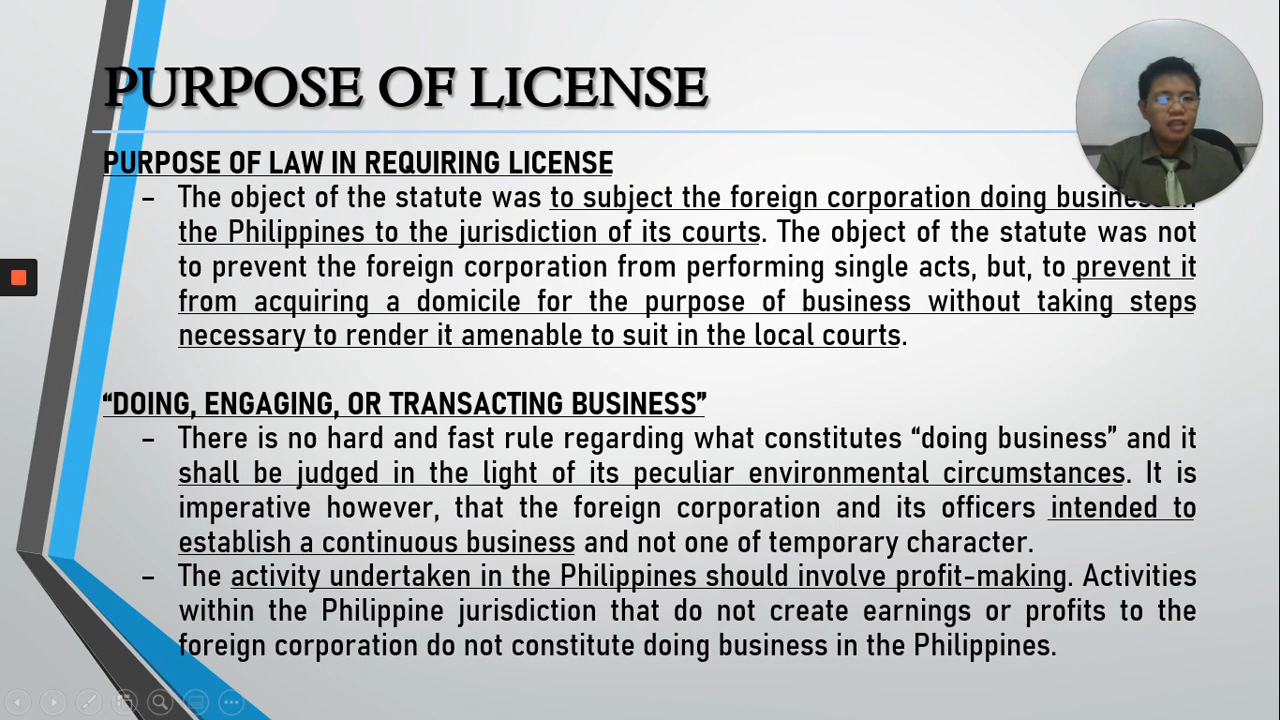 PURPOSE OF LICENSE
PURPOSE OF LAW IN REQUIRING LICENSE
– The object of the statute was to subject the foreign corporation doing business in
the Philippines to the jurisdiction of its courts. The object of the statute was not
to prevent the foreign corporation from performing single acts, but, to prevent it
from acquiring a domicile for the purpose of business without taking steps
necessary to render it amenable to suit in the local courts.
“DOING, ENGAGING, OR TRANSACTING BUSINESS”
– There is no hard and fast rule regarding what constitutes “doing business” and it
shall be judged in the light of its peculiar environmental circumstances. It is
imperative however, that the foreign corporation and its officers intended to
establish a continuous business and not one of temporary character.
– The activity undertaken in the Philippines should involve profit-making. Activities
within the Philippine jurisdiction that do not create earnings or profits to the
foreign corporation do not constitute doing business in the Philippines.